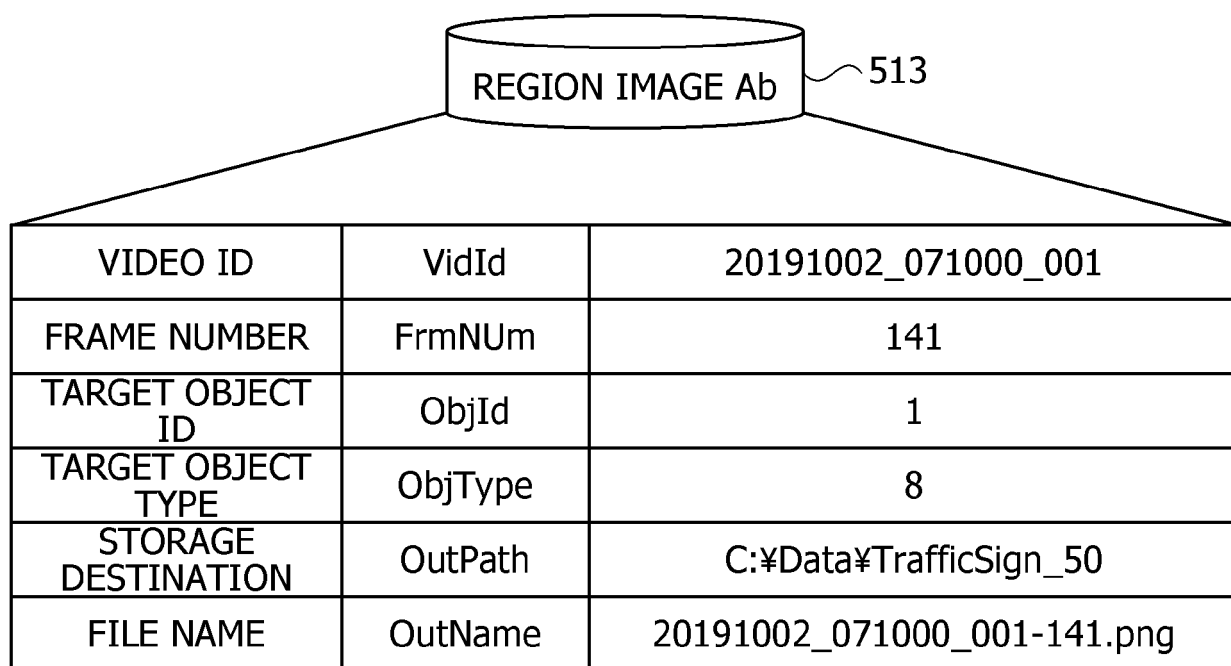 REGION IMAGE Ab
513
VIDEO ID VidId 20191002_071000_001
FRAME NUMBER FrmNUm 141
TARGET OBJECT
ID ObjId 1
TARGET OBJECT
TYPE ObjType 8
STORAGE
DESTINATION OutPath C:¥Data¥TrafficSign_50
FILE NAME OutName 20191002_071000_001-141.png